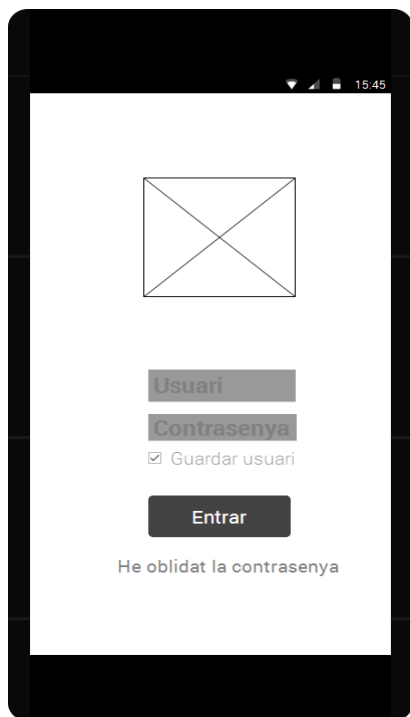 15:45
Usuari
Contrasenya
Guardar usuari
Entrar
He oblidat la contrasenya